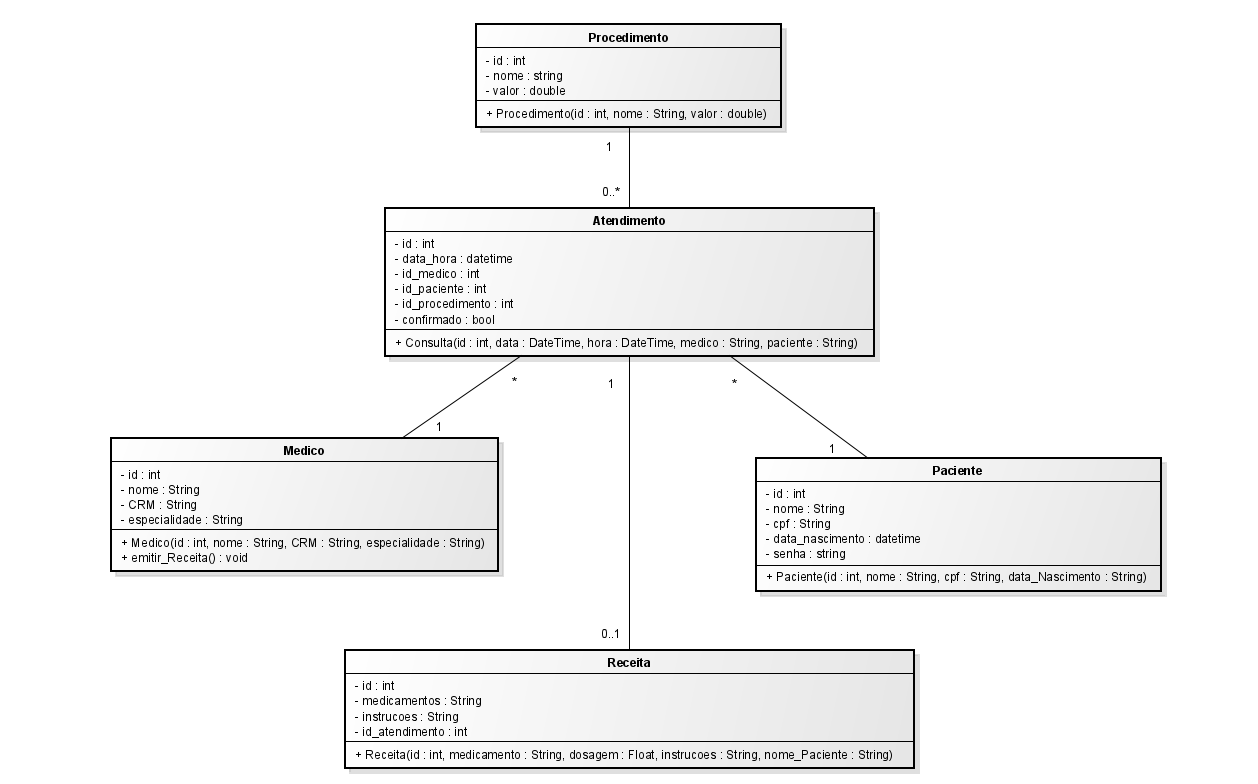 Procedimento
- id : int
- nome : string
- valor : double
+ Procedimento(id : int, nome : String, valor : double)
1
0..*
Atendimento
- id : int
- data_hora : datetime
- id_medico : int
- id_paciente : int
- id_procedimento : int
- confirmado : bool
+ Consulta(id : int, data : DateTime, hora : DateTime, medico : String, paciente : String)
*
1
*
1
1
Medico
- id : int
- nome : String
- CRM : String
- especialidade : String
+ Medico(id : int, nome : String, CRM : String, especialidade : String)
+ emitir_Receita() : void
Paciente
- id : int
- nome : String
- cpf : String
- data_nascimento : datetime
- senha : string
+ Paciente(id : int, nome : String, cpf : String, data_Nascimento : String)
0..1
Receita
- id : int
- medicamentos : String
- instrucoes : String
- id_atendimento : int
+ Receita(id : int, medicamento : String, dosagem : Float, instrucoes : String, nome_Paciente : String)